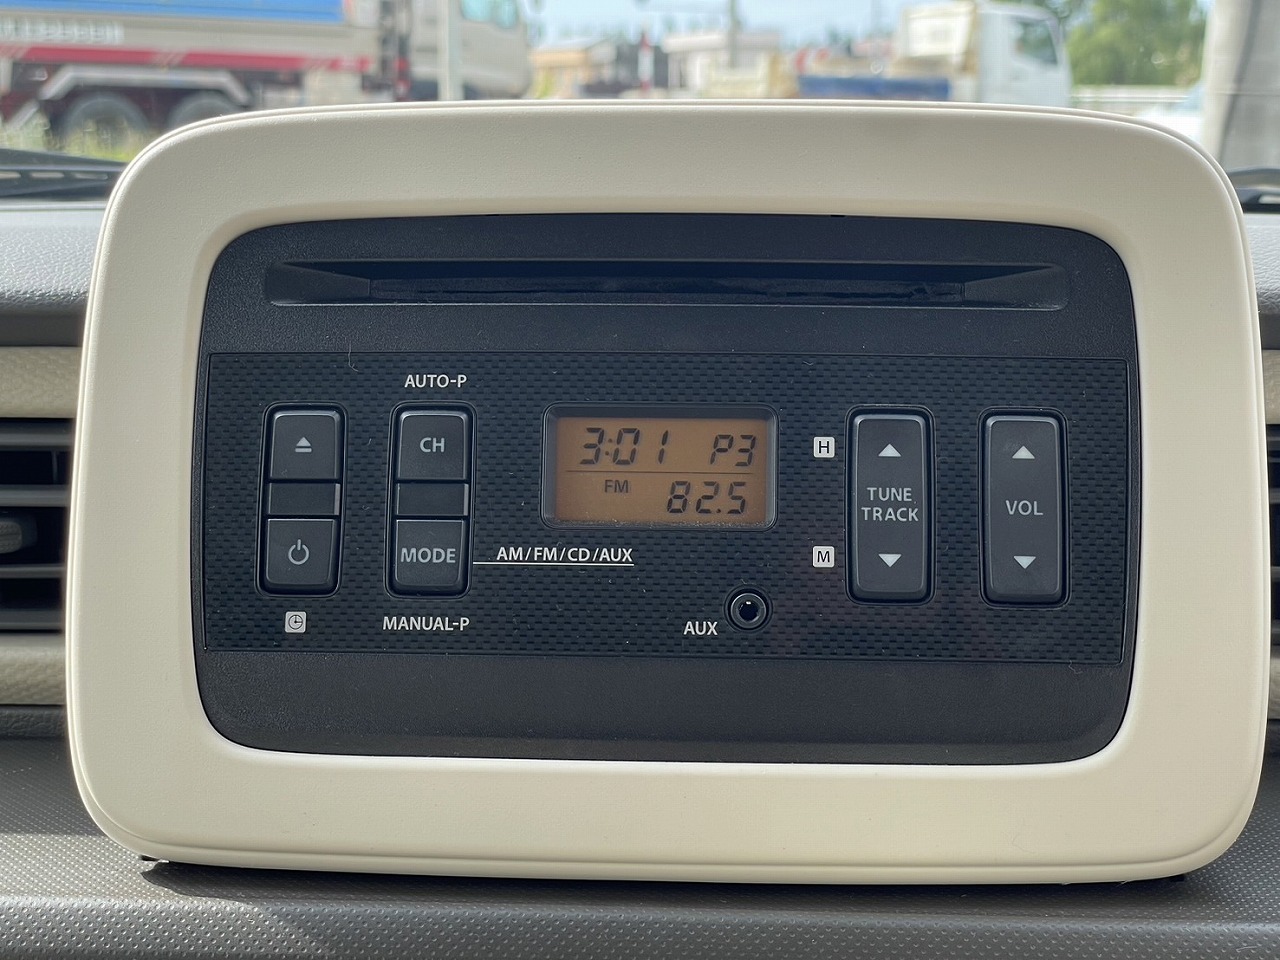 AUTO-P
CH
3:01 P3
FM 82.5
H
TUNE
TRACK
VOL
MODE
AM/FM/CD/AUX
M
MANUAL-P
AUX